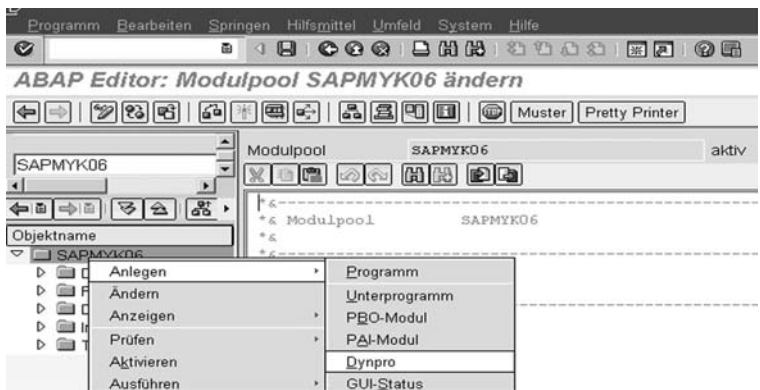 Programm Bearbeiten Springen Hilfsmittel Umfeld System Hilfe
ABAP Editor: Modulpool SAPMYK06 ändern
Muster Pretty Printer
SAPMYK06
Modulpool SAPMYK06 aktiv
Objektname
SAPMYK06
*&---------------------------------------------------------------------
*& Modulpool SAPMYK06
*&
*&---------------------------------------------------------------------
D
F
D
In
T
Anlegen
Ändern
Anzeigen
Prüfen
Aktivieren
Ausführen
Programm
Unterprogramm
PBO-Modul
PAI-Modul
Dynpro
GUI-Status